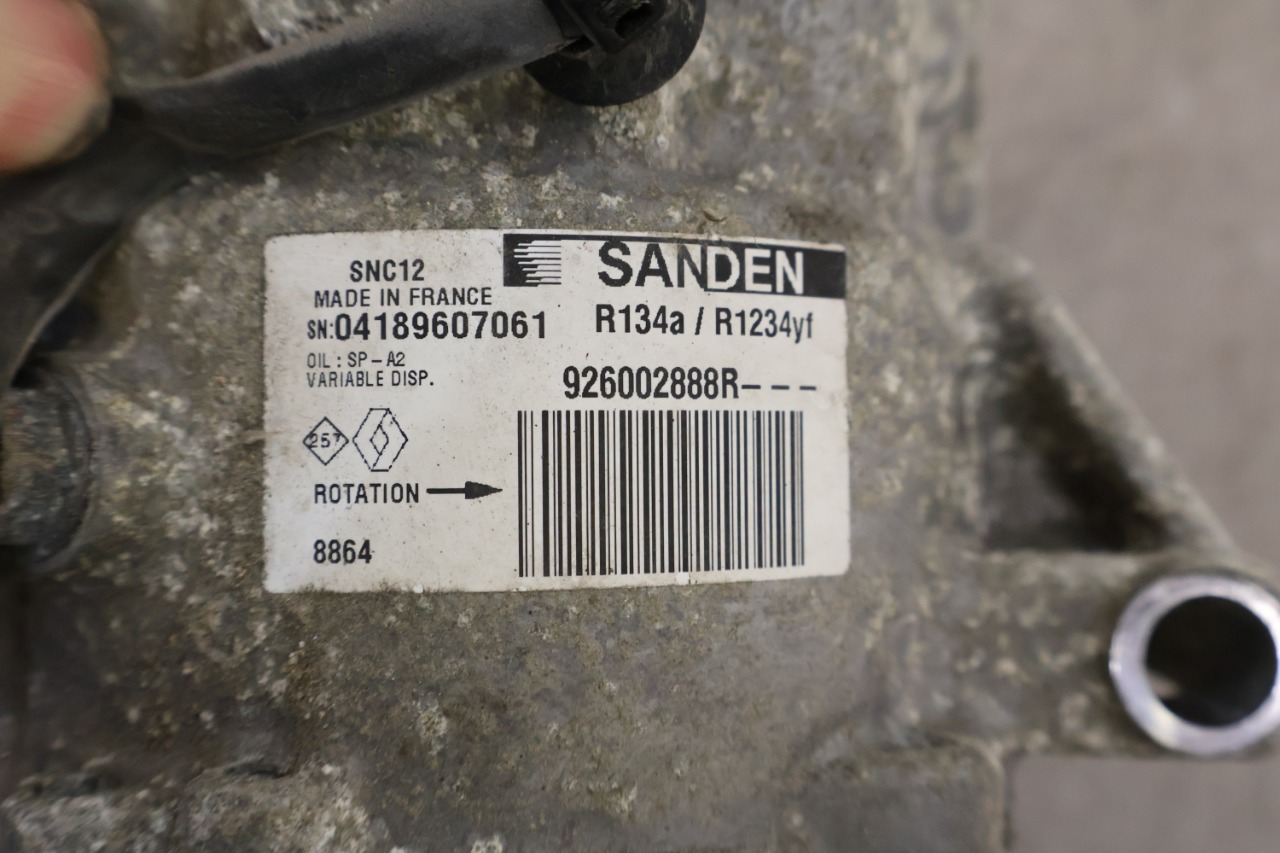 SANDEN
SNC12
MADE IN FRANCE
SN:04189607061
R134a / R1234yf
OIL : SP-A2
VARIABLE DISP.
926002888R---
257
ROTATION
8864